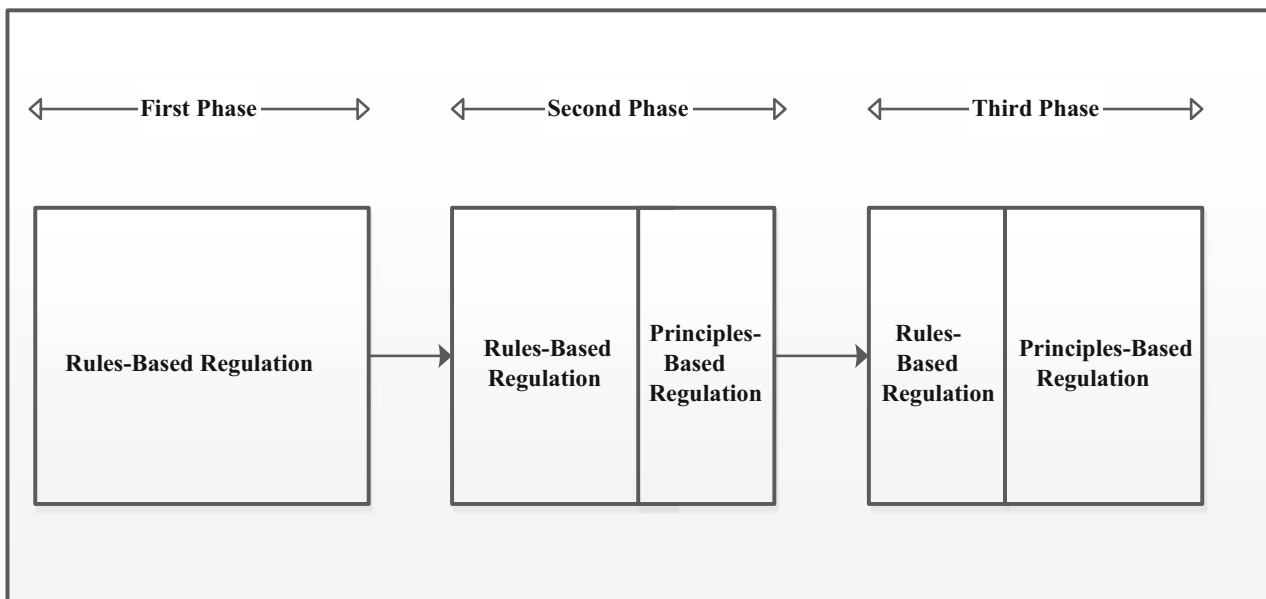 First Phase
Second Phase
Third Phase
Rules-Based Regulation
Rules-Based
Regulation
Principles-
Based
Regulation
Rules-
Based
Regulation
Principles-Based
Regulation